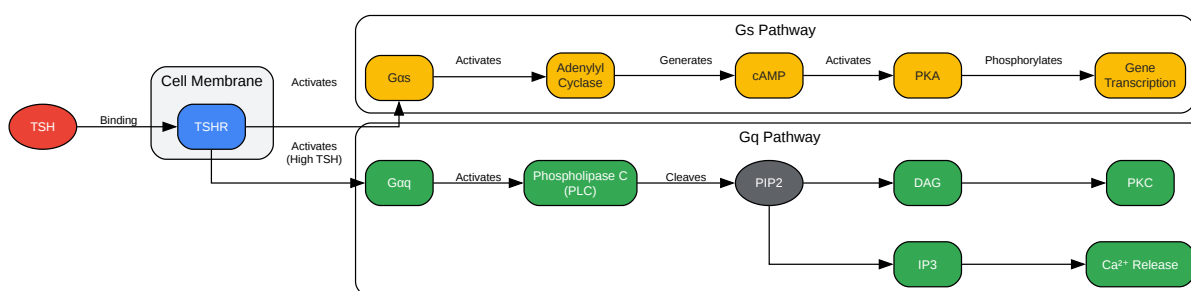 Gs Pathway
Cell Membrane
Activates
Gαs
Activates
Adenylyl
Cyclase
Generates
cAMP
Activates
PKA
Phosphorylates
Gene
Transcription
TSH
Binding
TSHR
Gq Pathway
Activates
(High TSH)
Gαq
Activates
Phospholipase C
(PLC)
Cleaves
PIP2
DAG
PKC
IP3
Ca²⁺ Release